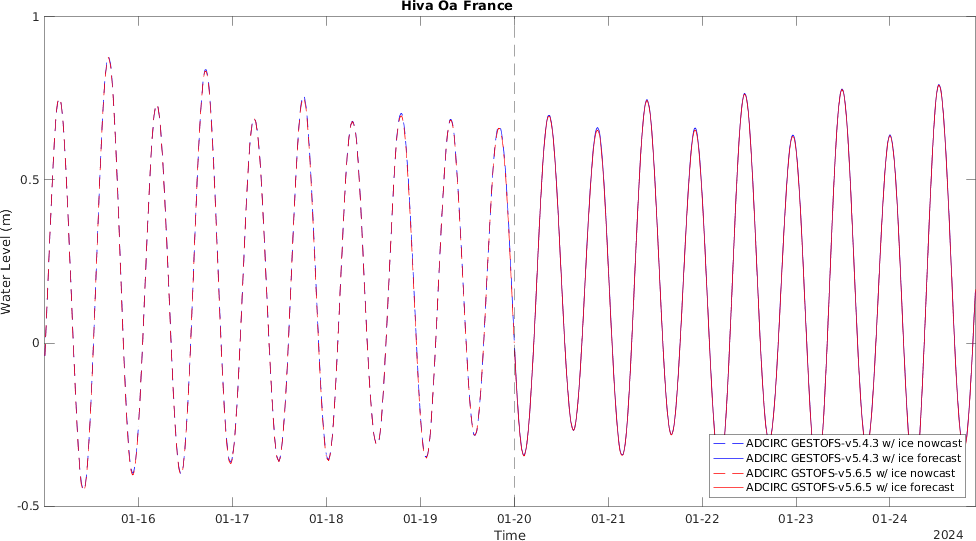 Hiva Oa France
1
0.5
0
-0.5
Water Level (m)
ADCIRC GESTOFS-v5.4.3 w/ ice nowcast
ADCIRC GESTOFS-v5.4.3 w/ ice forecast
ADCIRC GSTOFS-v5.6.5 w/ ice nowcast
ADCIRC GSTOFS-v5.6.5 w/ ice forecast
01-16 01-17 01-18 01-19 01-20 01-21 01-22 01-23 01-24
Time
2024